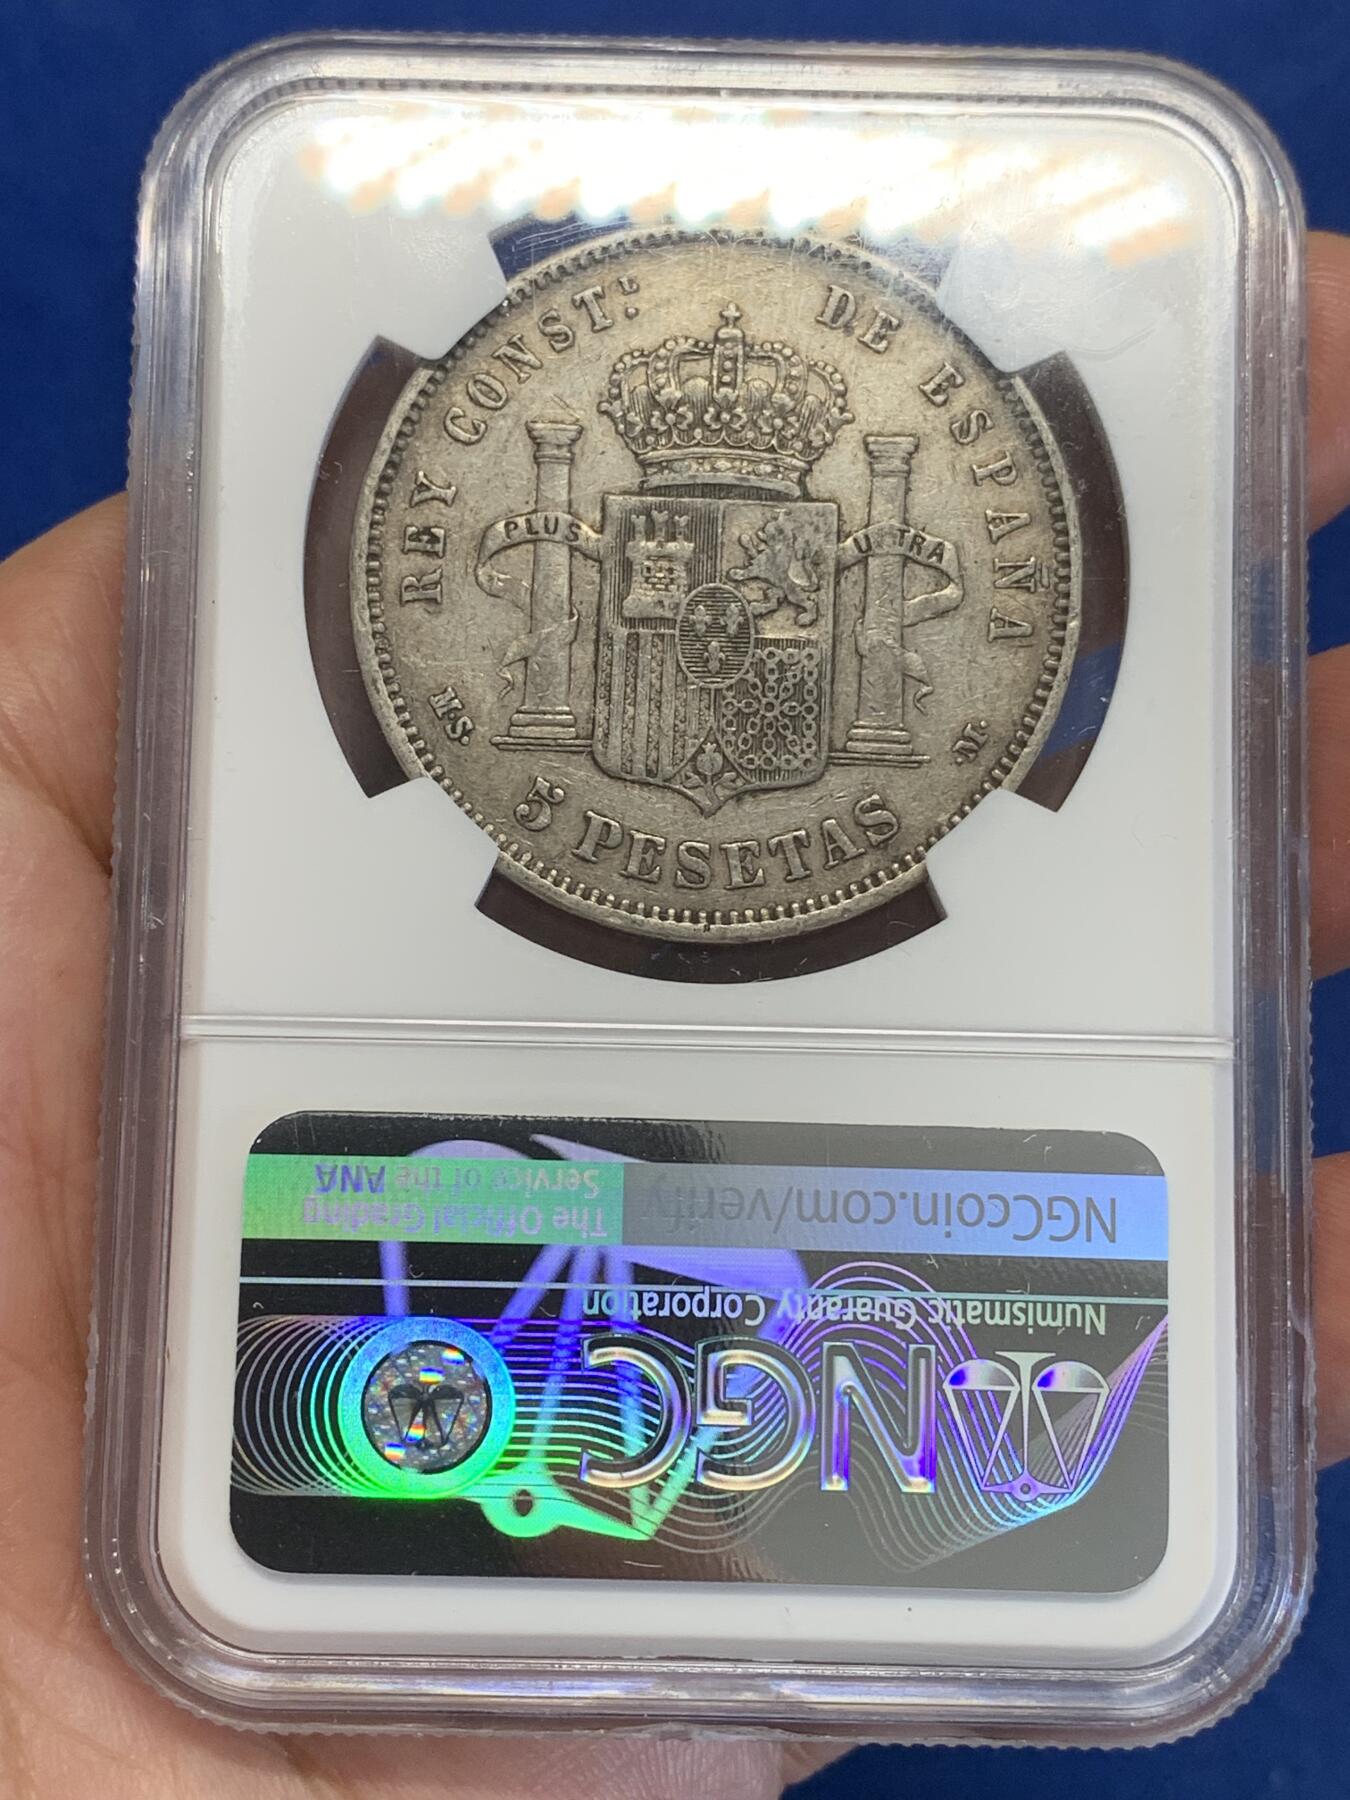 REY CONST.L DE ESPAÑA
PLUS ULTRA
M.S. M.
5 PESETAS
NGC
Numismatic Guaranty Corporation
NGCcoin.com/verify
The Official Grading
Service of the ANA